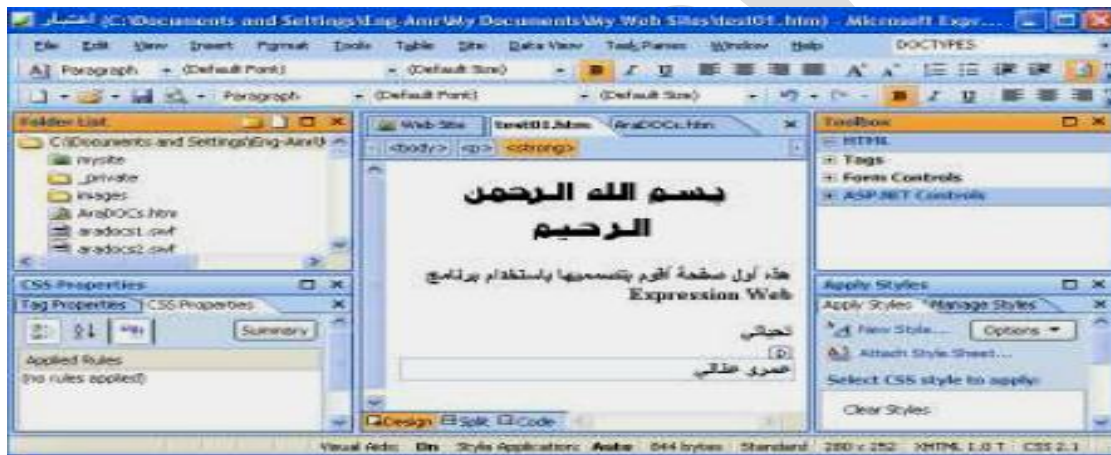 اختبار (C:\Documents and Settings\Eng-Amr\My Documents\My Web Sites\test01.htm) - Microsoft Expr...
File Edit View Insert Format Tools Table Site Data View Task Panes Window Help DOCTYPES
Paragraph (Default Font) (Default Size) B I U
Paragraph (Default Font) (Default Size) B I U
Folder List
C:\Documents and Settings\Eng-Amr\
mysite
_private
images
AraDOCs.htm
aradocs1.swf
aradocs2.swf
CSS Properties
Tag Properties CSS Properties
Summary
Applied Rules
(no rules applied)
Web Site test01.htm AraDOCs.htm
<body> <p> <strong>
بسم الله الرحمن
الرحيم
هذه أول صفحة أقوم بتصميمها باستخدام برنامج
Expression Web
تحياتي
p
عمرو
Design Split Code
Toolbox
HTML
Tags
Form Controls
ASP.NET Controls
Apply Styles
Apply Styles Manage Styles
New Style... Options
Attach Style Sheet...
Select CSS style to apply:
Clear Styles
Visual Aids: On Style Application: Auto 844 bytes Standard 280 x 252 XHTML 1.0 T CSS 2.1